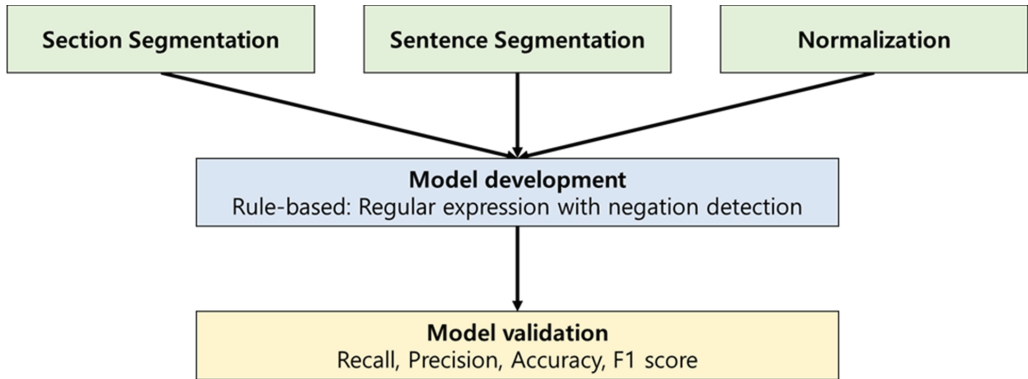 Section Segmentation
Sentence Segmentation
Normalization
Model development
Rule-based: Regular expression with negation detection
Model validation
Recall, Precision, Accuracy, F1 score